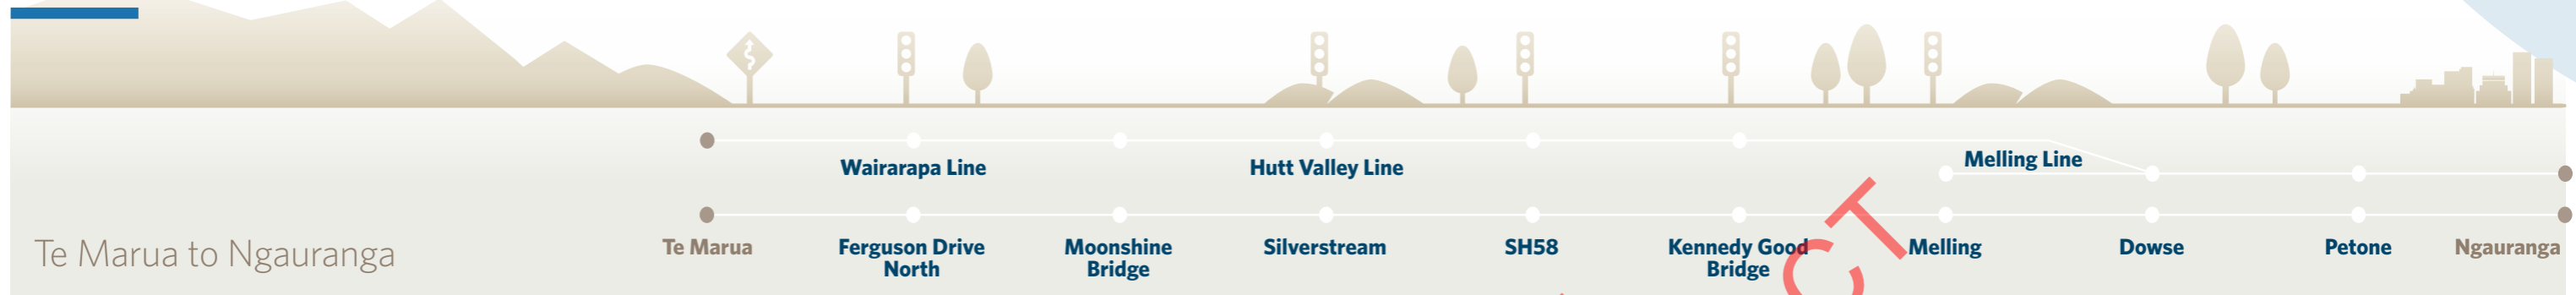 Wairarapa Line
Hutt Valley Line
Melling Line
Te Marua to Ngauranga
Te Marua
Ferguson Drive
North
Moonshine
Bridge
Silverstream
SH58
Kennedy Good
Bridge
Melling
Dowse
Petone
Ngauranga
CT